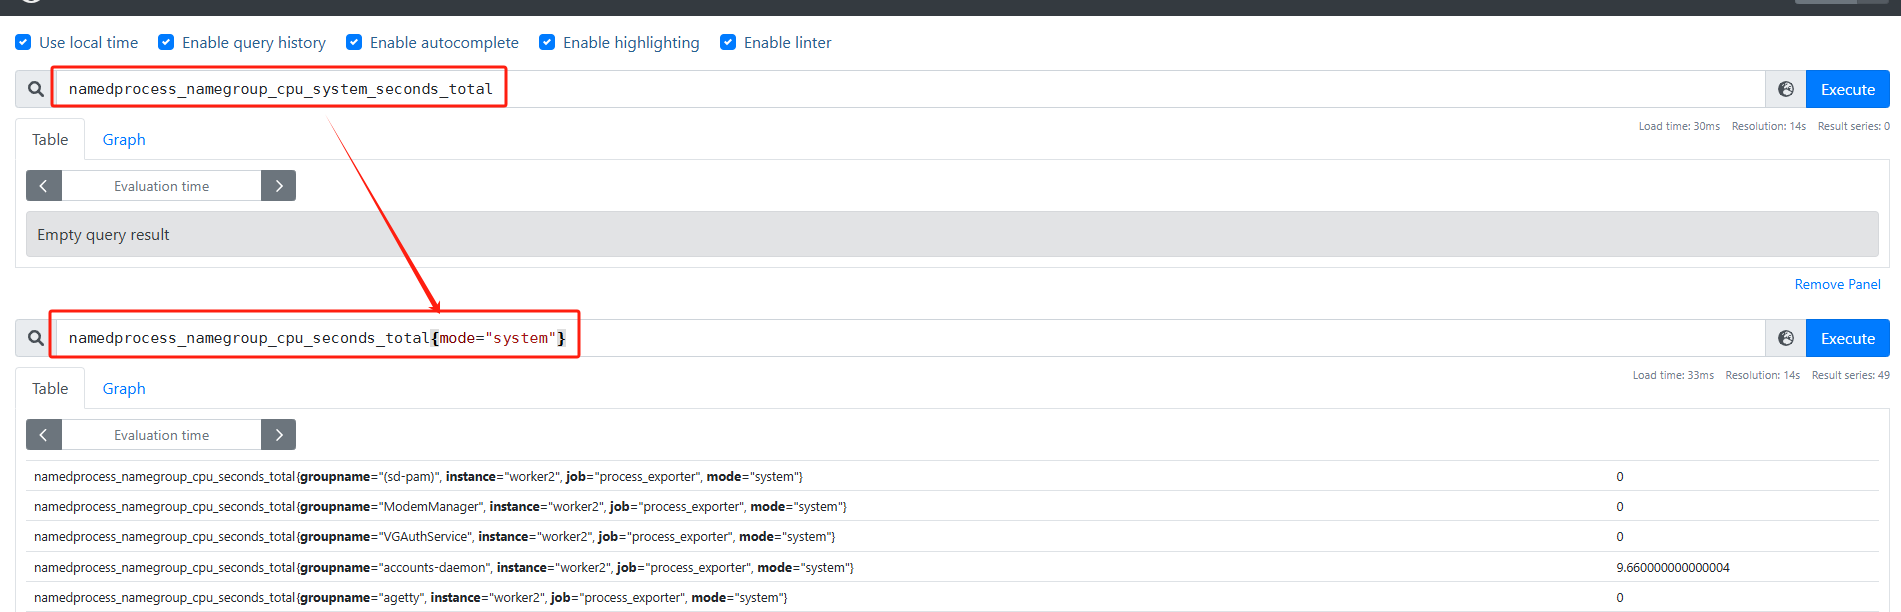 Use local time Enable query history Enable autocomplete Enable highlighting Enable linter
namedprocess_namegroup_cpu_system_seconds_total Execute
Table Graph Load time: 30ms Resolution: 14s Result series: 0
Evaluation time
Empty query result
Remove Panel
namedprocess_namegroup_cpu_seconds_total{mode="system"} Execute
Table Graph Load time: 33ms Resolution: 14s Result series: 49
Evaluation time
namedprocess_namegroup_cpu_seconds_total{groupname="(sd-pam)", instance="worker2", job="process_exporter", mode="system"} 0
namedprocess_namegroup_cpu_seconds_total{groupname="ModemManager", instance="worker2", job="process_exporter", mode="system"} 0
namedprocess_namegroup_cpu_seconds_total{groupname="VGAuthService", instance="worker2", job="process_exporter", mode="system"} 0
namedprocess_namegroup_cpu_seconds_total{groupname="accounts-daemon", instance="worker2", job="process_exporter", mode="system"} 9.660000000000004
namedprocess_namegroup_cpu_seconds_total{groupname="agetty", instance="worker2", job="process_exporter", mode="system"} 0